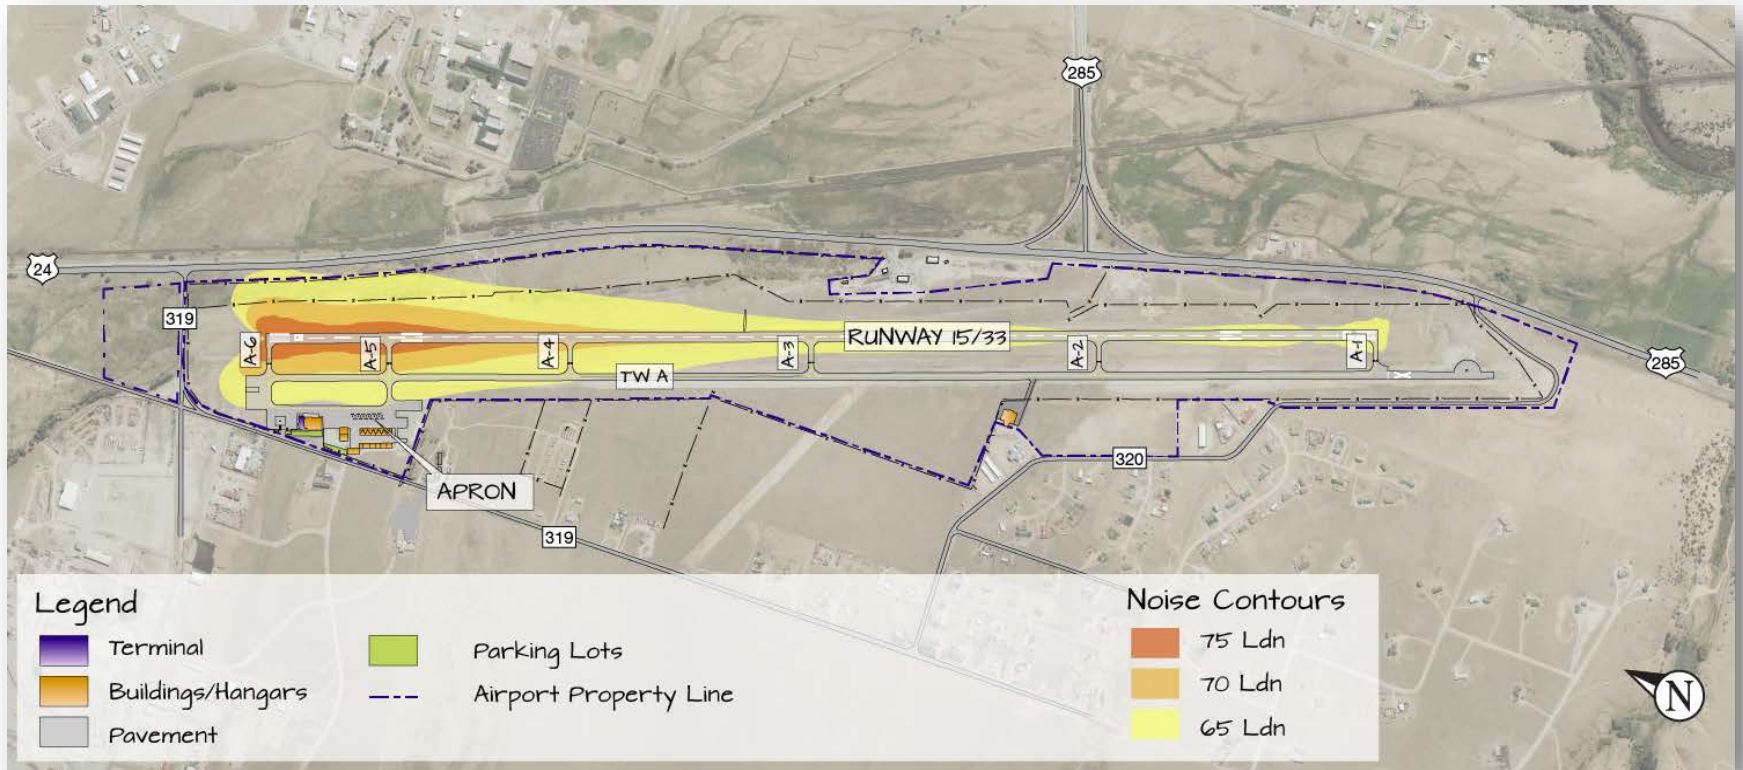 285
24
319
A-6
A-5
A-4
A-3
RUNWAY 15/33
A-2
A-1
285
TW A
320
APRON
319
Legend
Terminal
Buildings/Hangars
Pavement
Parking Lots
Airport Property Line
Noise Contours
75 Ldn
70 Ldn
65 Ldn
N